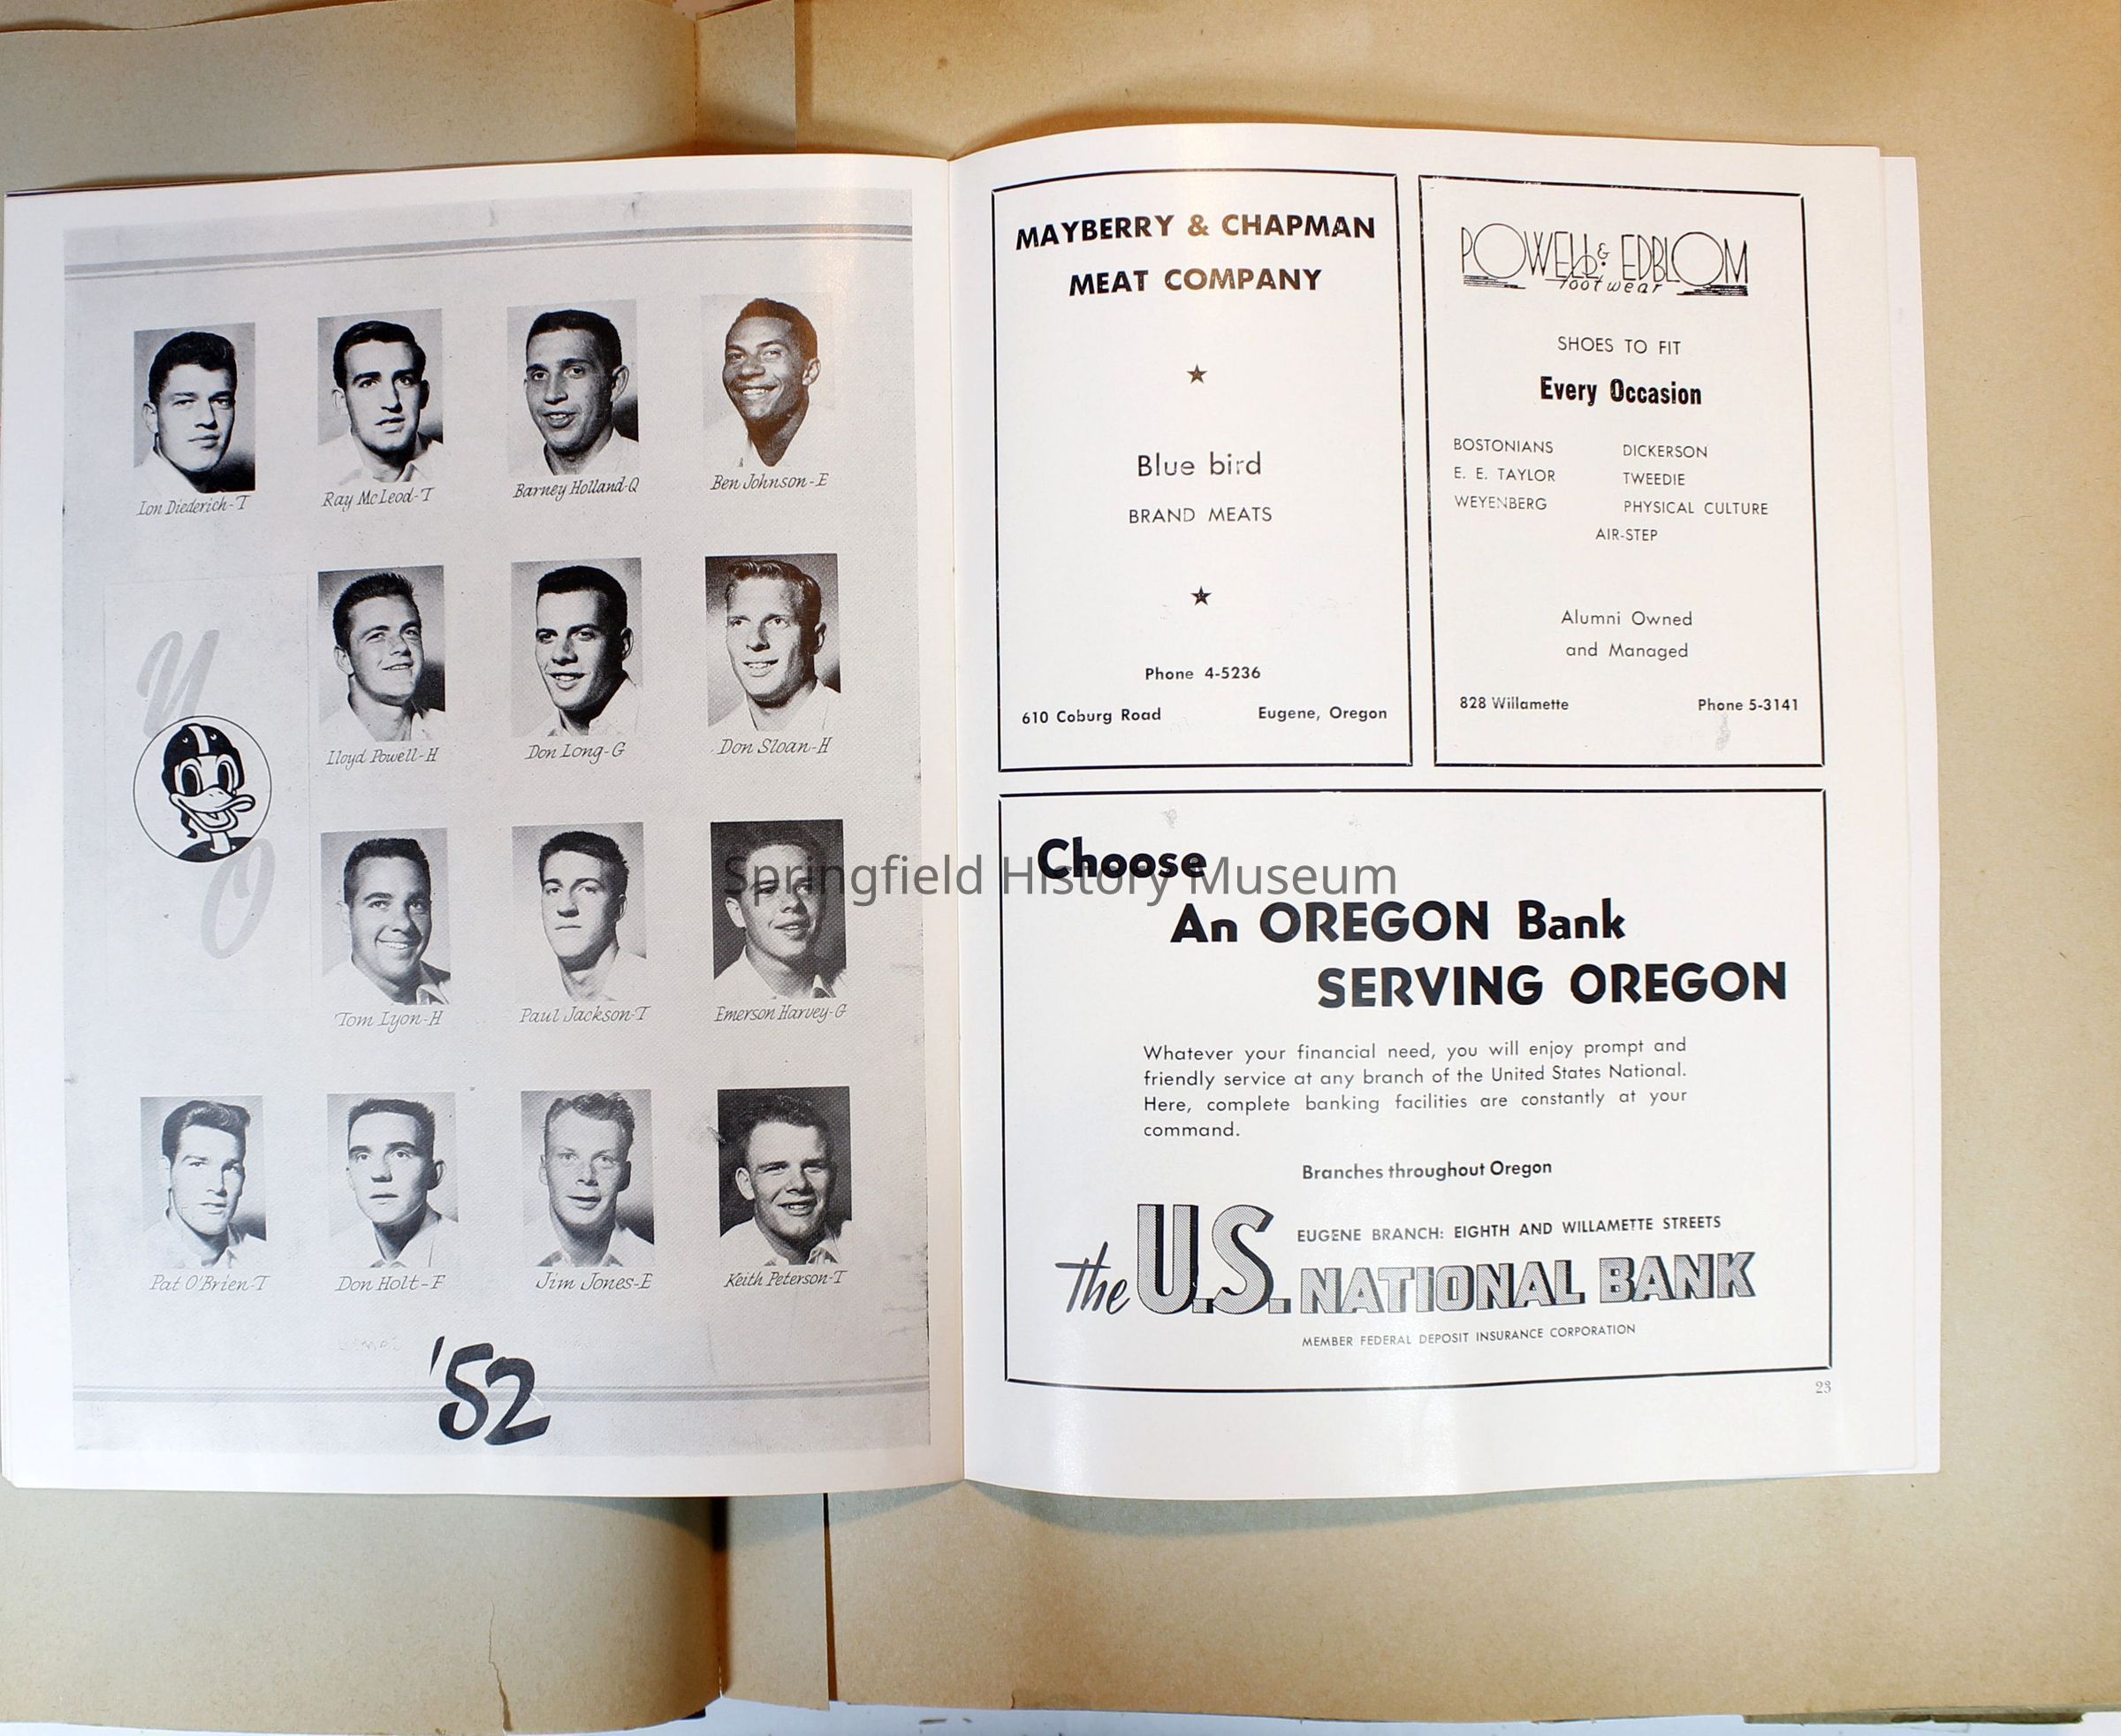 Lon Diederich-T
Ray McLeod-T
Barney Holland-Q
Ben Johnson-E
U
Lloyd Powell-H
Don Long-G
Don Sloan-H
O
Tom Lyon-H
Paul Jackson-T
Emerson Harvey-G
Pat O'Brien-T
Don Holt-F
Jim Jones-E
Keith Peterson-T
'52
MAYBERRY & CHAPMAN
MEAT COMPANY
Blue bird
BRAND MEATS
Phone 4-5236
610 Coburg Road
Eugene, Oregon
POWELL & EDBLOM
footwear
SHOES TO FIT
Every Occasion
BOSTONIANS
DICKERSON
E. E. TAYLOR
TWEEDIE
WEYENBERG
PHYSICAL CULTURE
AIR-STEP
Alumni Owned
and Managed
828 Willamette
Phone 5-3141
Choose
An OREGON Bank
SERVING OREGON
Whatever your financial need, you will enjoy prompt and
friendly service at any branch of the United States National.
Here, complete banking facilities are constantly at your
command.
Branches throughout Oregon
EUGENE BRANCH: EIGHTH AND WILLAMETTE STREETS
the U.S. NATIONAL BANK
MEMBER FEDERAL DEPOSIT INSURANCE CORPORATION
23
Springfield History Museum